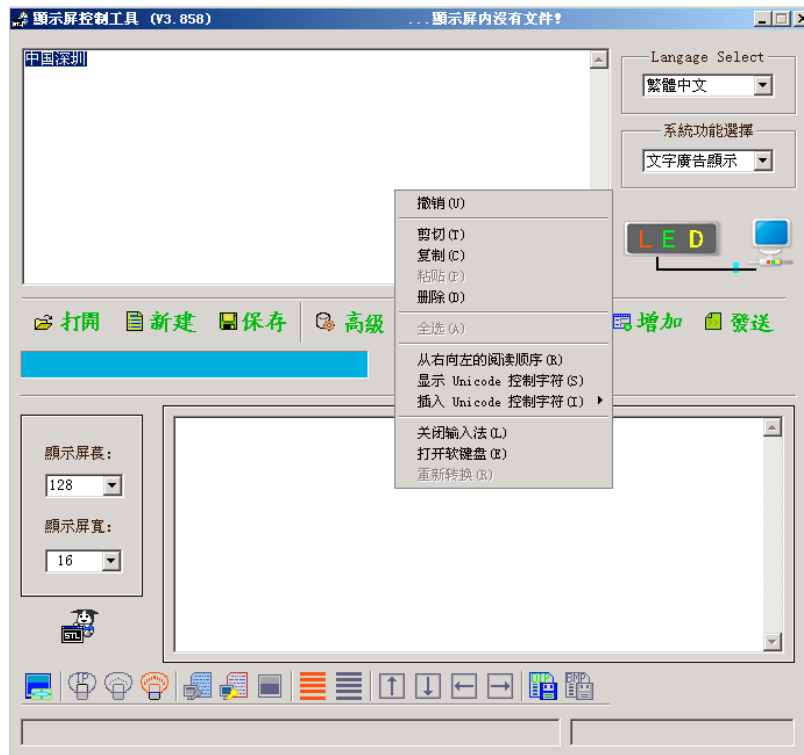 顯示屏控制工具 (V3.858) ...顯示屏内沒有文件!
中国深圳
Langage Select
繁體中文
系統功能選擇
文字廣告顯示
撤销(U)
剪切(T)
复制(C)
粘贴(P)
删除(D)
全选(A)
从右向左的阅读顺序(R)
显示 Unicode 控制字符(S)
插入 Unicode 控制字符(I)
关闭输入法(L)
打开软键盘(E)
重新转换(R)
LED
打開 新建 保存 高級 增加 發送
顯示屏長:
128
顯示屏寬:
16
STL
UP
DTP BMP